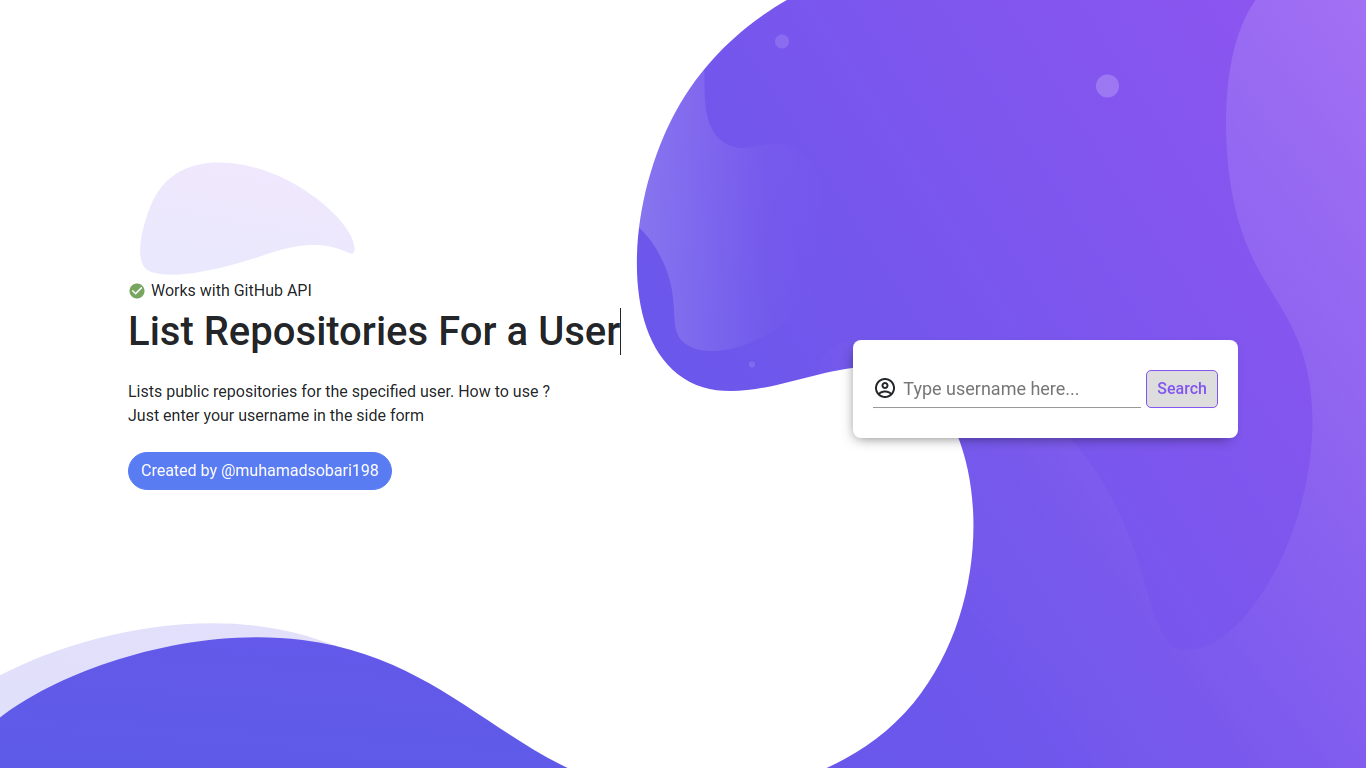 Works with GitHub API
List Repositories For a User
Lists public repositories for the specified user. How to use ?
Just enter your username in the side form
Type username here...
Search
Created by @muhamadsobari198